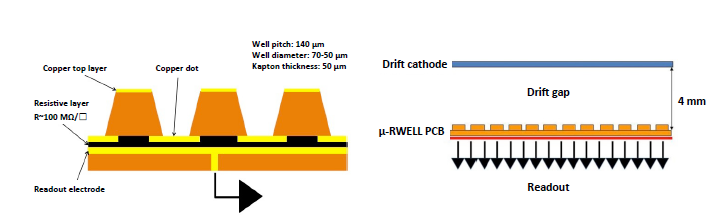 Well pitch: 140 µm
Well diameter: 70-50 µm
Kapton thickness: 50 µm
Copper top layer
Copper dot
Resistive layer
R~100 MΩ/□
Readout electrode
Drift cathode
Drift gap
4 mm
µ-RWELL PCB
Readout